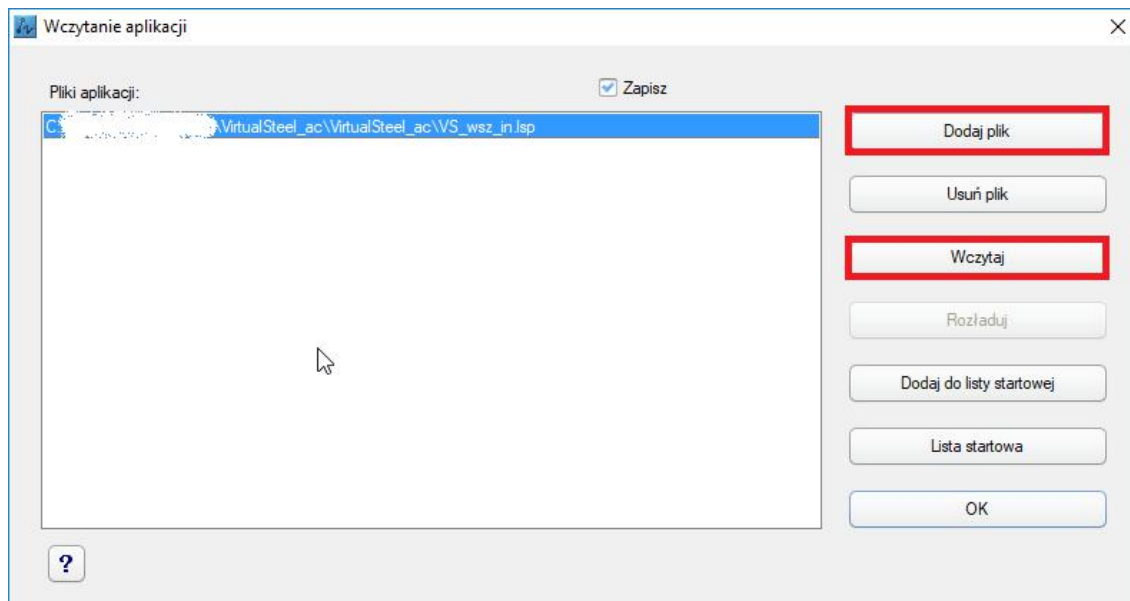 Wczytanie aplikacji
Pliki aplikacji:
Zapisz
C:\VirtualSteel_ac\VirtualSteel_ac\VS_wsz_in.lsp
Dodaj plik
Usuń plik
Wczytaj
Rozładuj
Dodaj do listy startowej
Lista startowa
OK
?